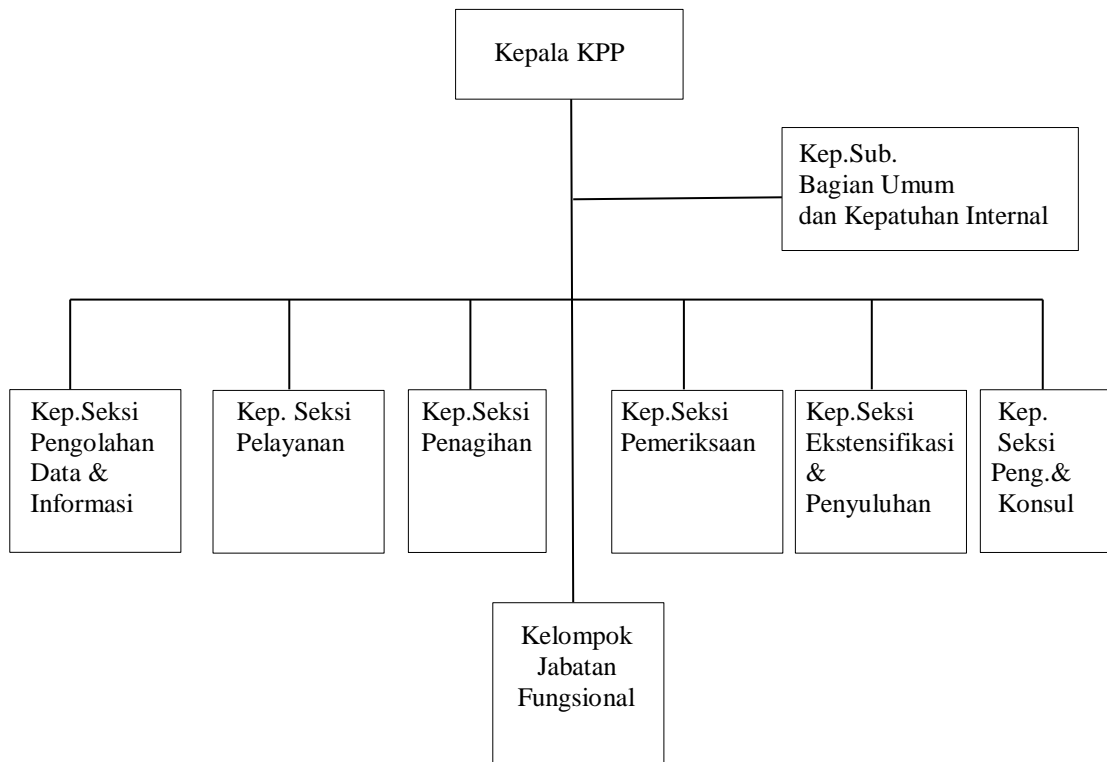 Kepala KPP
Kep.Sub.
Bagian Umum
dan Kepatuhan Internal
Kep.Seksi
Pengolahan
Data &
Informasi
Kep. Seksi
Pelayanan
Kep.Seksi
Penagihan
Kep.Seksi
Pemeriksaan
Kep.Seksi
Ekstensifikasi
&
Penyuluhan
Kep.
Seksi
Peng.&
Konsul
Kelompok
Jabatan
Fungsional